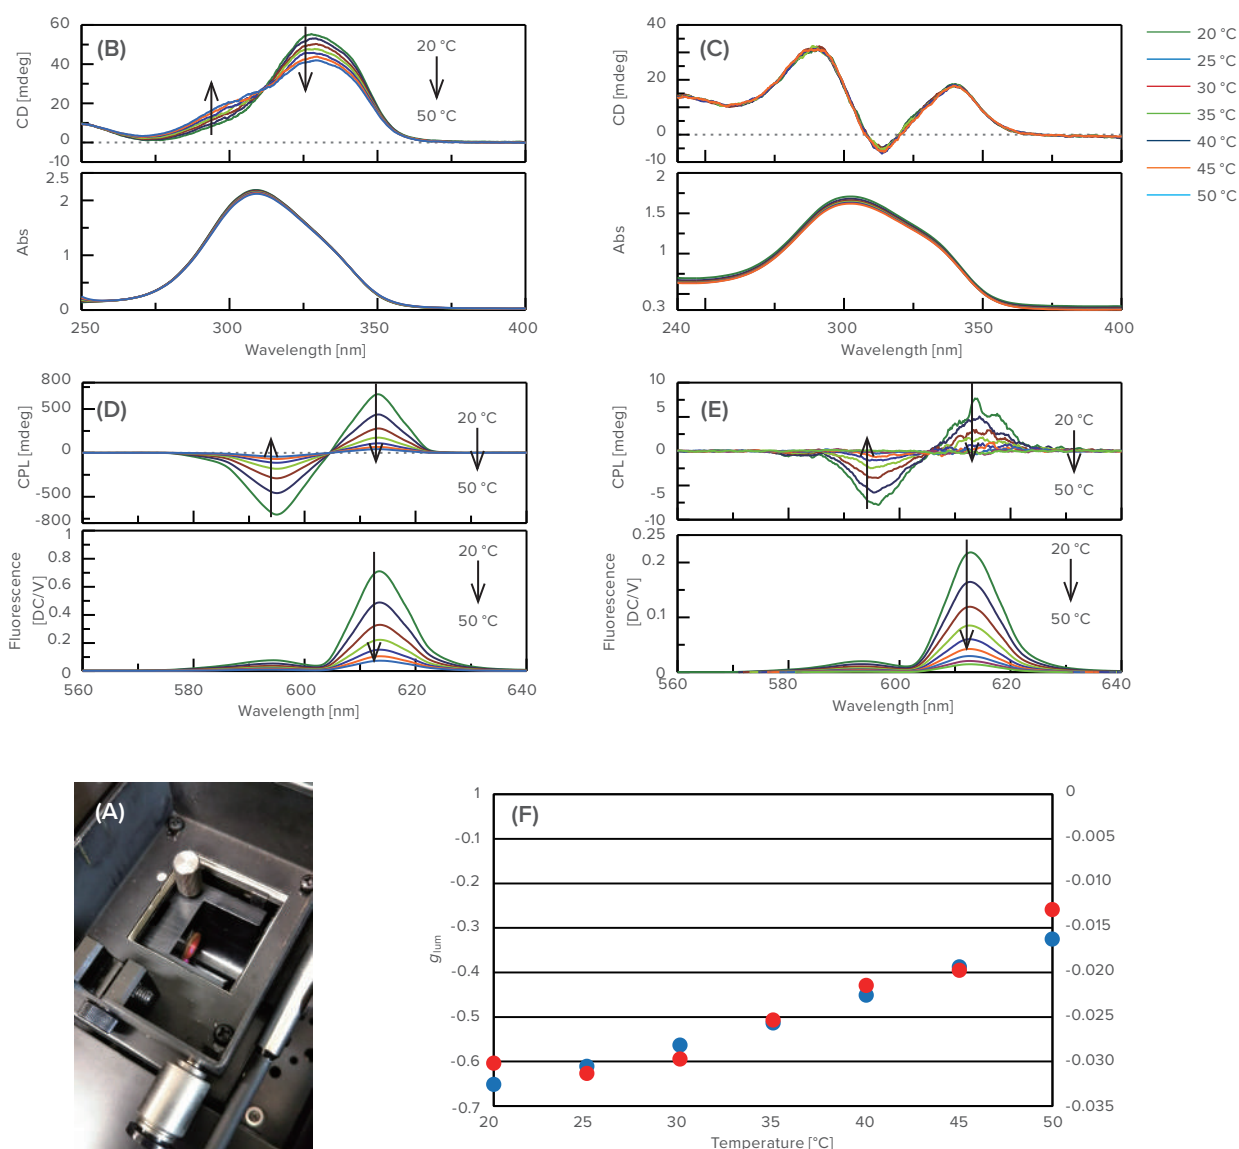 (B)
CD [mdeg]
60
40
20
0
-10
20 °C
50 °C
Abs
2.5
2
1
0
250
300
350
400
Wavelength [nm]
(C)
CD [mdeg]
40
20
0
-10
Abs
2
1.5
1
0.3
240
300
350
400
Wavelength [nm]
20 °C
25 °C
30 °C
35 °C
40 °C
45 °C
50 °C
(D)
CPL [mdeg]
800
500
0
-500
-800
20 °C
50 °C
Fluorescence
[DC/V]
1
0.8
0.6
0.4
0.2
0
20 °C
50 °C
560
580
600
620
640
Wavelength [nm]
(E)
CPL [mdeg]
10
5
0
-5
-10
20 °C
50 °C
Fluorescence
[DC/V]
0.25
0.2
0.1
0
20 °C
50 °C
560
580
600
620
640
Wavelength [nm]
(A)
(F)
glum
1
-0.1
-0.2
-0.3
-0.4
-0.5
-0.6
-0.7
0
-0.005
-0.010
-0.015
-0.020
-0.025
-0.030
-0.035
20
25
30
35
40
45
50
Temperature [°C]